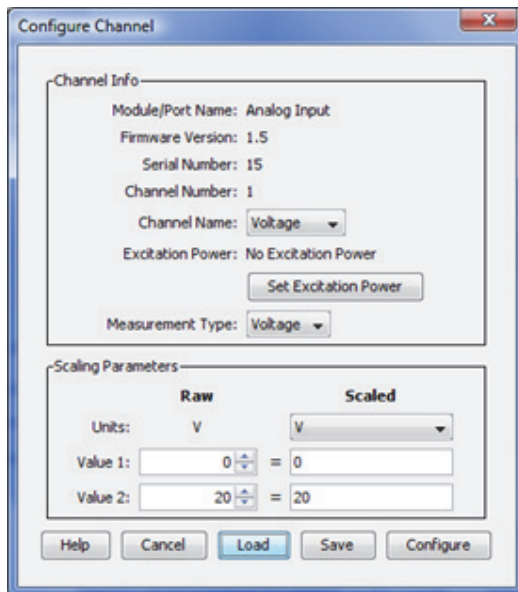 Configure Channel
Channel Info
Module/Port Name: Analog Input
Firmware Version: 1.5
Serial Number: 15
Channel Number: 1
Channel Name: Voltage
Excitation Power: No Excitation Power
Set Excitation Power
Measurement Type: Voltage
Scaling Parameters
Raw Scaled
Units: V V
Value 1: 0 = 0
Value 2: 20 = 20
Help Cancel Load Save Configure